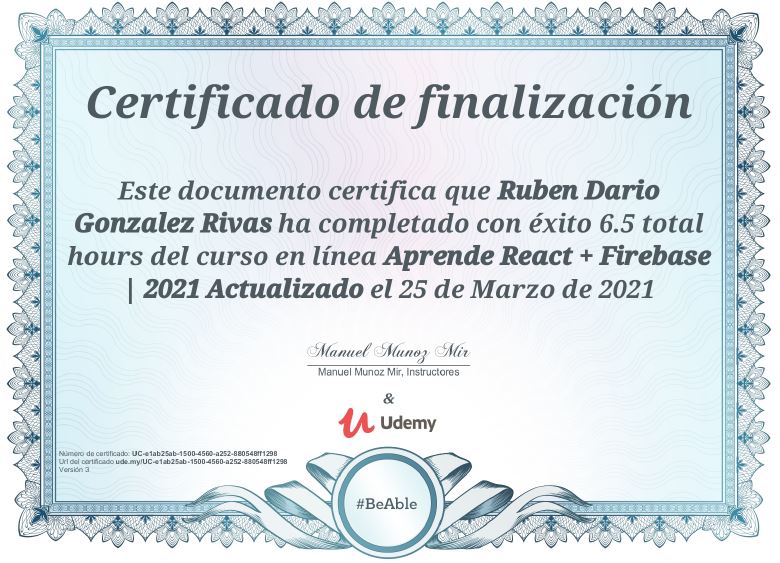 Certificado de finalización
Este documento certifica que Ruben Dario
Gonzalez Rivas ha completado con éxito 6.5 total
hours del curso en línea Aprende React + Firebase
| 2021 Actualizado el 25 de Marzo de 2021
Manuel Munoz Mir
Manuel Munoz Mir, Instructores
&
Udemy
Número de certificado: UC-e1ab25ab-1500-4560-a252-880548ff1298
Url del certificado ude.my/UC-e1ab25ab-1500-4560-a252-880548ff1298
Versión 3
#BeAble